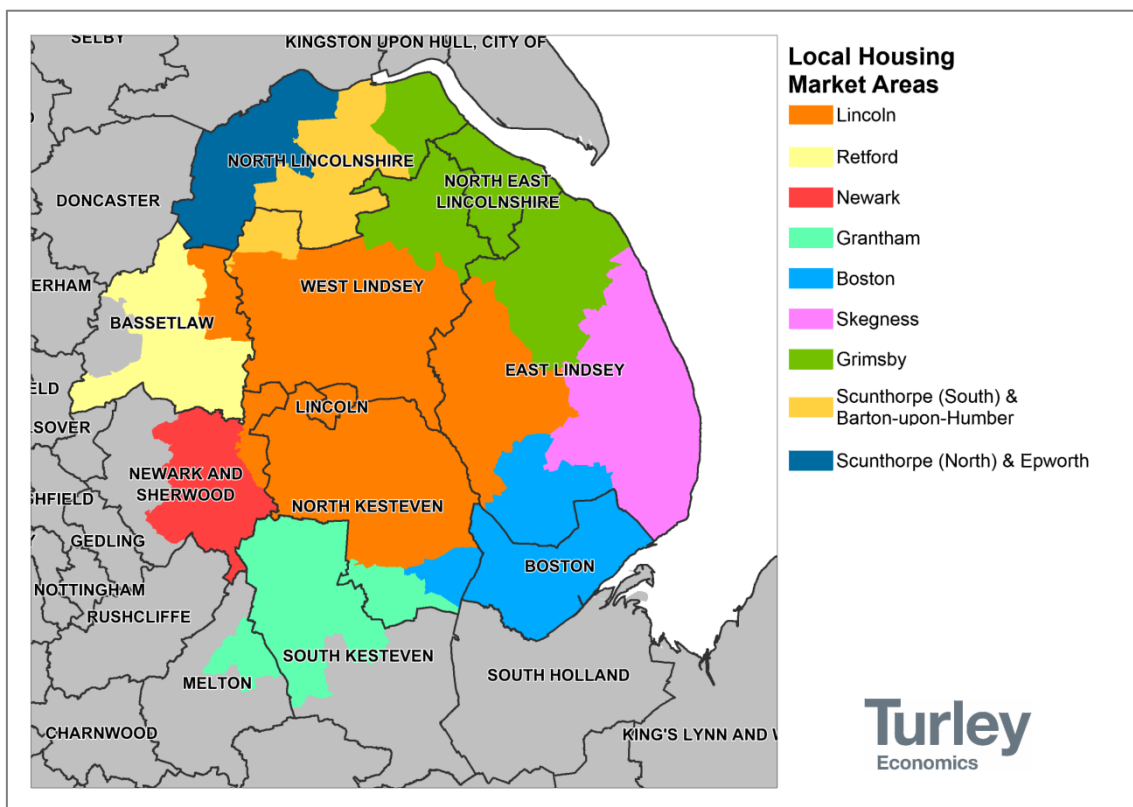 SELBY
KINGSTON UPON HULL, CITY OF
NORTH LINCOLNSHIRE
DONCASTER
NORTH EAST
LINCOLNSHIRE
ERHAM
WEST LINDSEY
BASSETLAW
EAST LINDSEY
ELD
LINCOLN
LSOVER
NEWARK AND
SHERWOOD
SHFIELD
NORTH KESTEVEN
GEDLING
BOSTON
NOTTINGHAM
RUSHCLIFFE
SOUTH KESTEVEN
MELTON
SOUTH HOLLAND
CHARNWOOD
KING'S LYNN AND W
Local Housing
Market Areas
Lincoln
Retford
Newark
Grantham
Boston
Skegness
Grimsby
Scunthorpe (South) &
Barton-upon-Humber
Scunthorpe (North) & Epworth
Turley
Economics